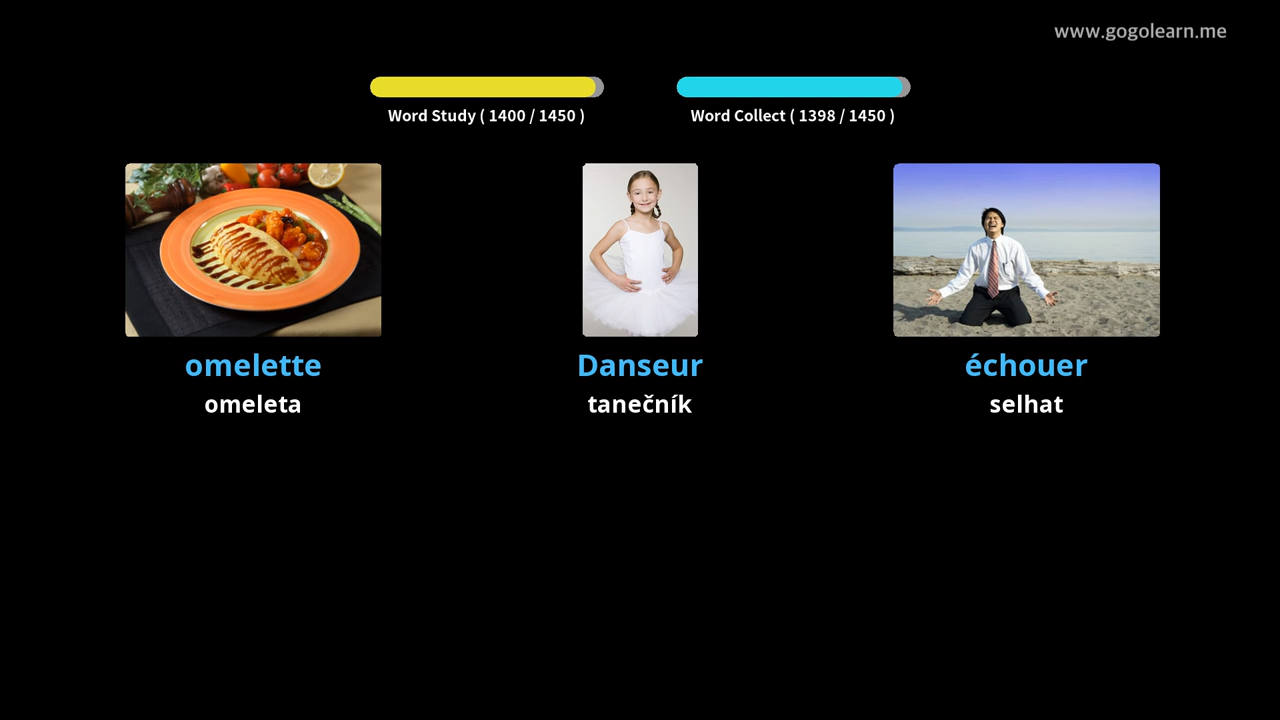 www.gogolearn.me
Word Study ( 1400 / 1450 )
Word Collect ( 1398 / 1450 )
omelette
omeleta
Danseur
tanečník
échouer
selhat